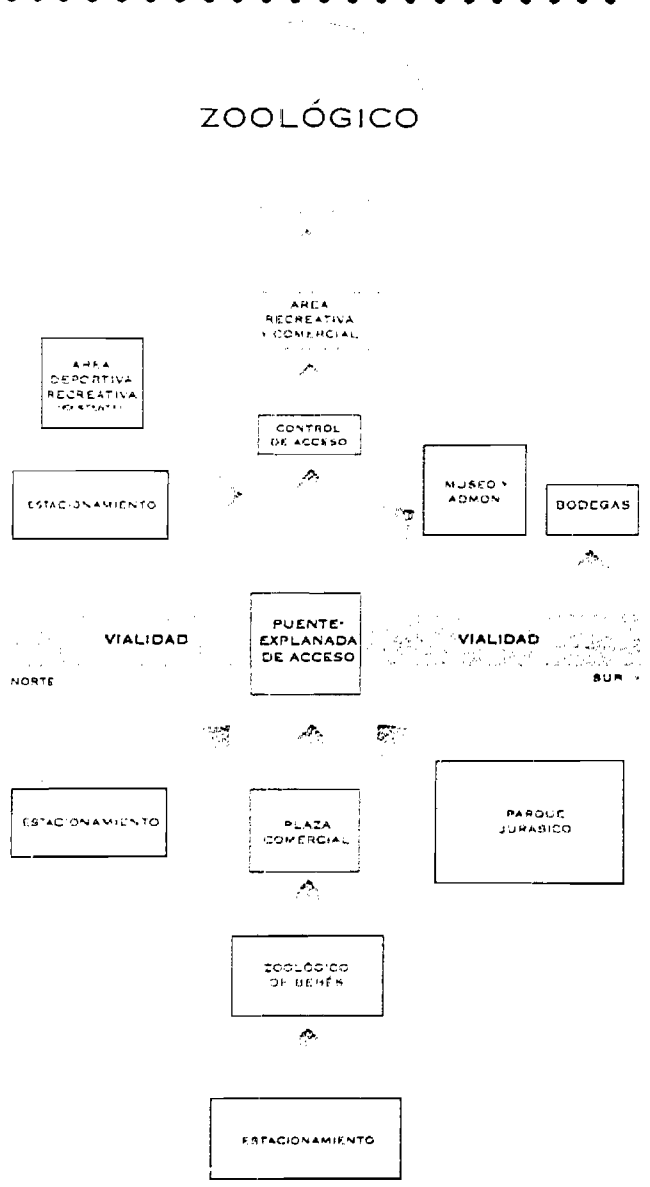 ZOOLÓGICO
AREA
RECREATIVA
Y COMERCIAL
AREA
DEPORTIVA
RECREATIVA
CONTROL
DE ACCESO
ESTACIONAMIENTO
MUSEO Y
ADMON
BODEGAS
VIALIDAD
PUENTE-
EXPLANADA
DE ACCESO
VIALIDAD
NORTE
SUR
ESTACIONAMIENTO
PLAZA
COMERCIAL
PARQUE
JURASICO
ZOOLÓGICO
DE BEBÉS
ESTACIONAMIENTO